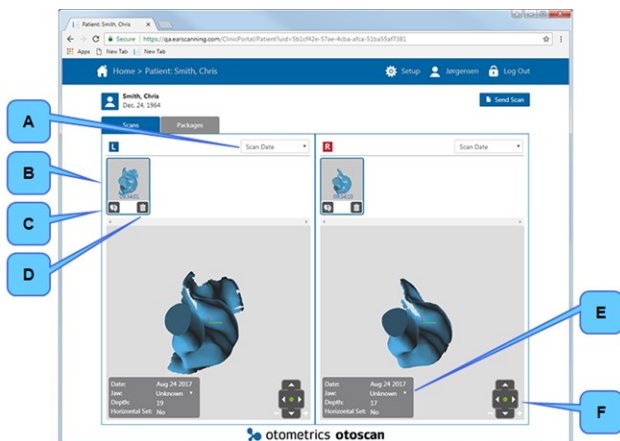 Smith, Chris
Secure https://qa.earscanning.com/ClinicPortal/Patient?uid=5b1cf42e-57ae-4cba-afca-51ba55af7381
Apps New Tab New Tab
Home > Patient: Smith, Chris Setup Jørgensen Log Out
Smith, Chris
Dec. 24, 1964
Send Scan
Scans Packages
A
L Scan Date R Scan Date
B
C
D
E
Date: Aug 24 2017 Date: Aug 24 2017
Jaw: Unknown Jaw: Unknown
Depth: 19 Depth: 17
Horizontal Set: No Horizontal Set: No
F
otometrics otoscan